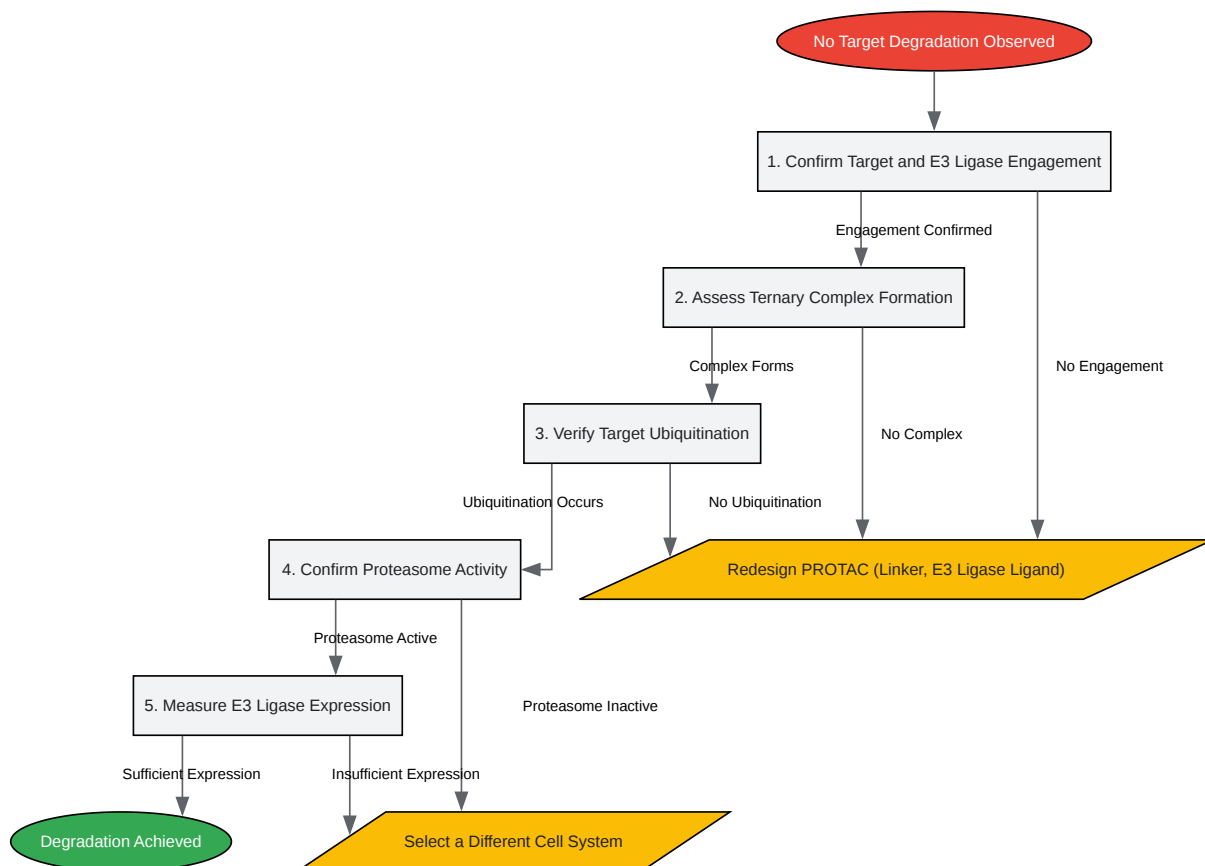 No Target Degradation Observed
1. Confirm Target and E3 Ligase Engagement
Engagement Confirmed
2. Assess Ternary Complex Formation
Complex Forms
No Engagement
3. Verify Target Ubiquitination
No Complex
Ubiquitination Occurs
No Ubiquitination
4. Confirm Proteasome Activity
Redesign PROTAC (Linker, E3 Ligase Ligand)
Proteasome Active
5. Measure E3 Ligase Expression
Proteasome Inactive
Sufficient Expression
Insufficient Expression
Degradation Achieved
Select a Different Cell System